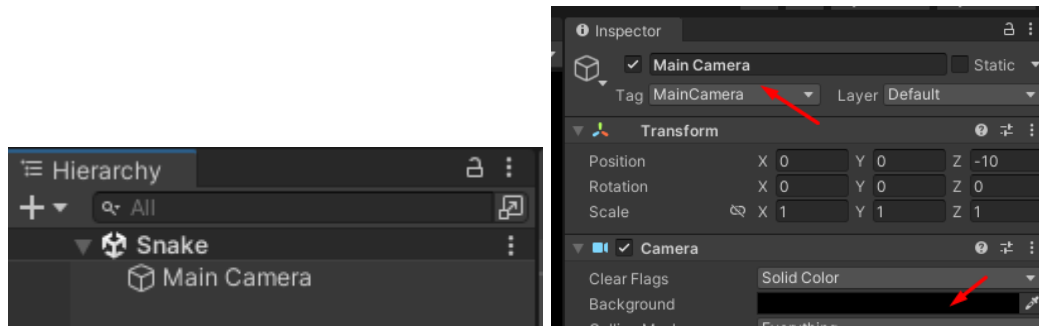 Hierarchy
All
Snake
Main Camera
Inspector
Main Camera
Static
Tag MainCamera Layer Default
Transform
Position X 0 Y 0 Z -10
Rotation X 0 Y 0 Z 0
Scale X 1 Y 1 Z 1
Camera
Clear Flags Solid Color
Background